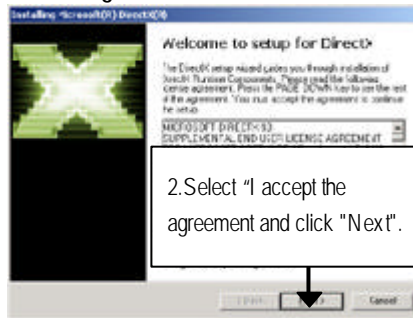 Installing Microsoft(R) DirectX(R)
Welcome to setup for DirectX
The DirectX setup wizard guides you through installation of
DirectX Runtime Components. Please read the following
license agreement. Press the PAGE DOWN key to see the rest
of the agreement. You must accept the agreement to continue
the setup.
MICROSOFT DIRECTX
SUPPLEMENTAL END USER LICENSE AGREEMENT
2.Select "I accept the
agreement and click "Next".
Cancel